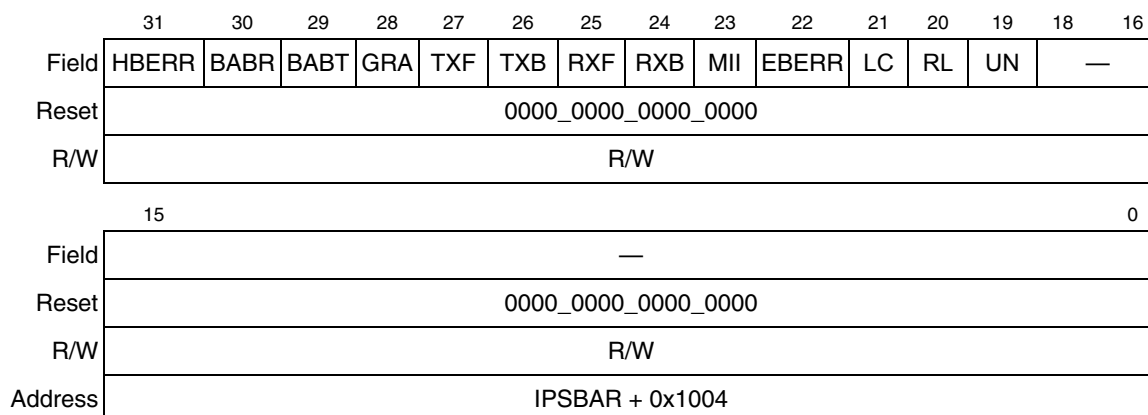 31 30 29 28 27 26 25 24 23 22 21 20 19 18 16
Field HBERR BABR BABT GRA TXF TXB RXF RXB MII EBERR LC RL UN —
Reset 0000_0000_0000_0000
R/W R/W
15 0
Field —
Reset 0000_0000_0000_0000
R/W R/W
Address IPSBAR + 0x1004